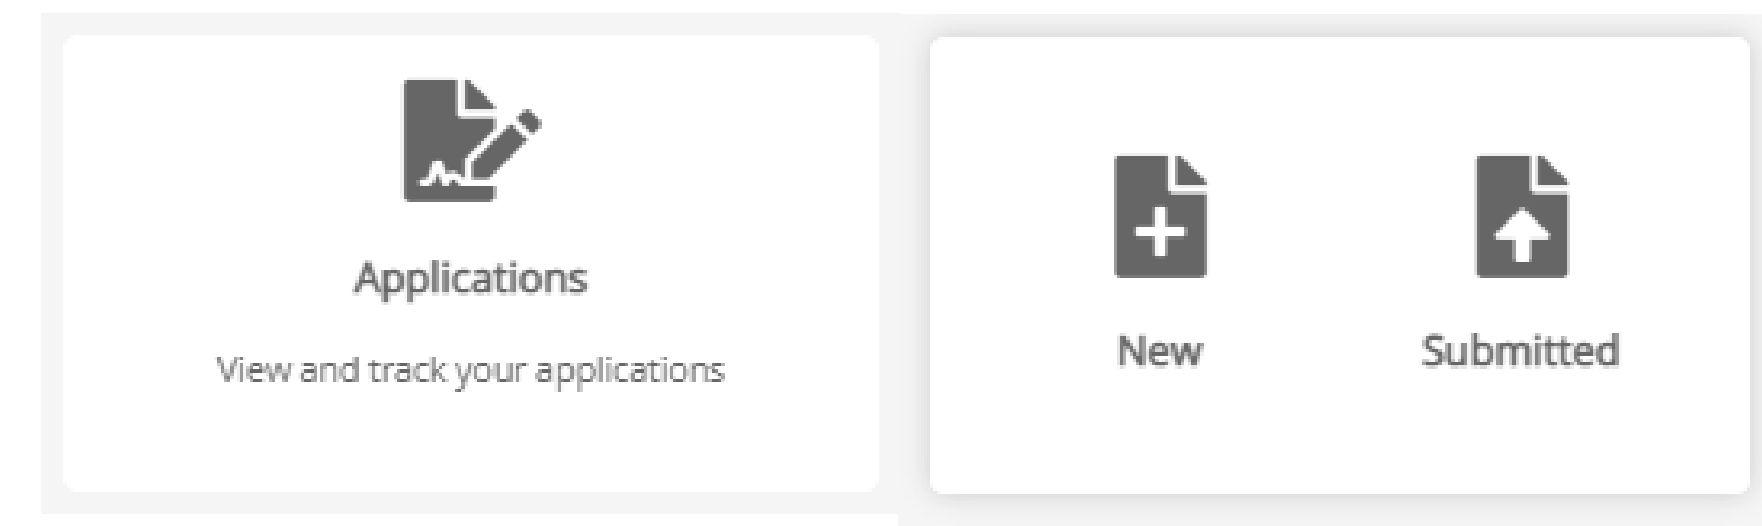 Applications
View and track your applications
New
Submitted